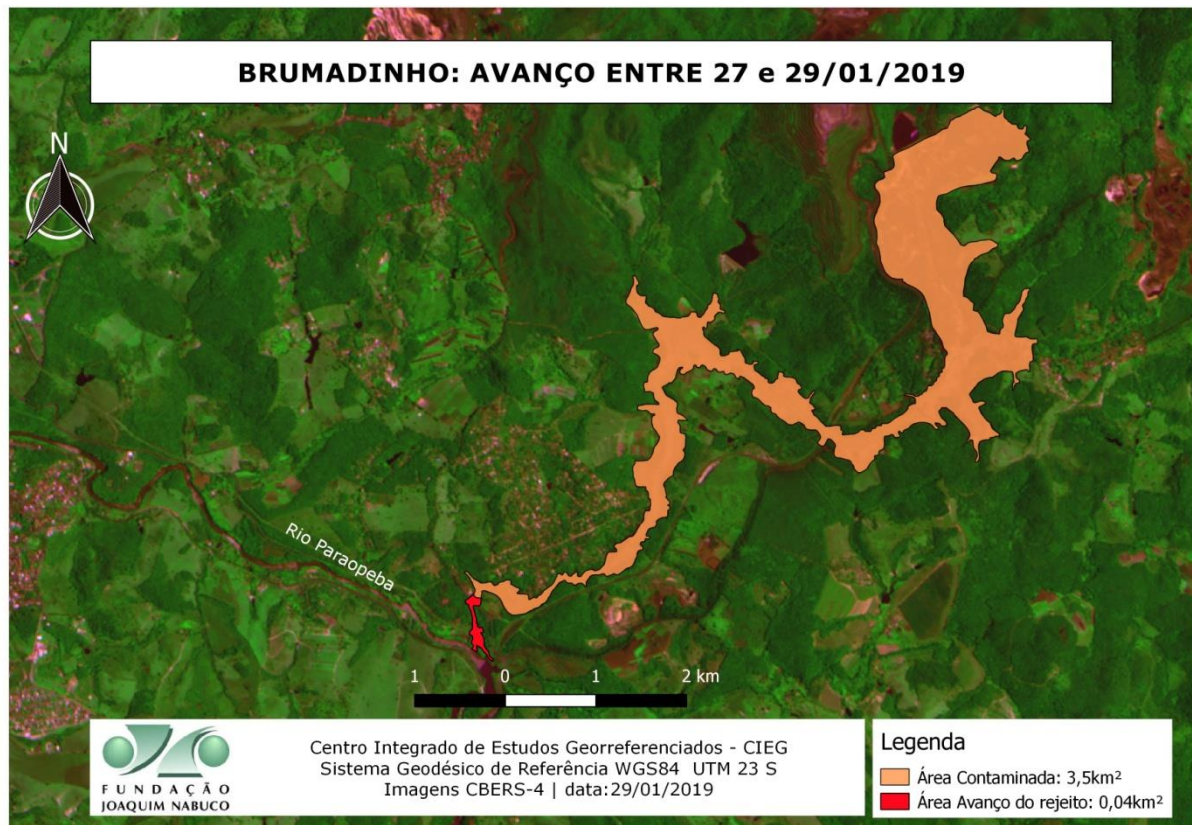 BRUMADINHO: AVANÇO ENTRE 27 e 29/01/2019
N
Rio Paraopeba
1 0 1 2 km
FUNDAÇÃO
JOAQUIM NABUCO
Centro Integrado de Estudos Georreferenciados - CIEG
Sistema Geodésico de Referência WGS84 UTM 23 S
Imagens CBERS-4 | data:29/01/2019
Legenda
Área Contaminada: 3,5km²
Área Avanço do rejeito: 0,04km²